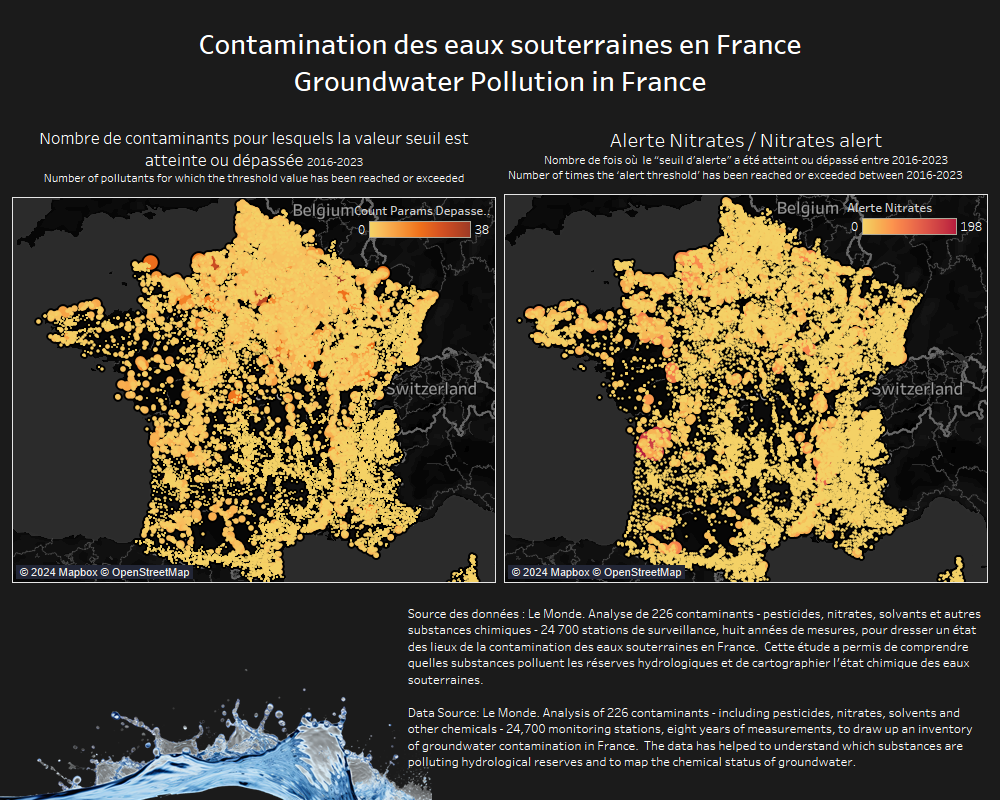 Contamination des eaux souterraines en France
Groundwater Pollution in France
Nombre de contaminants pour lesquels la valeur seuil est
atteinte ou dépassée 2016-2023
Number of pollutants for which the threshold value has been reached or exceeded
Belgium
Count Params Depasse..
0
38
Switzerland
© 2024 Mapbox © OpenStreetMap
Alerte Nitrates / Nitrates alert
Nombre de fois où le “seuil d’alerte” a été atteint ou dépassé entre 2016-2023
Number of times the ‘alert threshold’ has been reached or exceeded between 2016-2023
Belgium
Alerte Nitrates
0
198
Switzerland
© 2024 Mapbox © OpenStreetMap
Source des données : Le Monde. Analyse de 226 contaminants - pesticides, nitrates, solvants et autres
substances chimiques - 24 700 stations de surveillance, huit années de mesures, pour dresser un état
des lieux de la contamination des eaux souterraines en France. Cette étude a permis de comprendre
quelles substances polluent les réserves hydrologiques et de cartographier l’état chimique des eaux
souterraines.
Data Source: Le Monde. Analysis of 226 contaminants - including pesticides, nitrates, solvents and
other chemicals - 24,700 monitoring stations, eight years of measurements, to draw up an inventory
of groundwater contamination in France. The data has helped to understand which substances are
polluting hydrological reserves and to map the chemical status of groundwater.